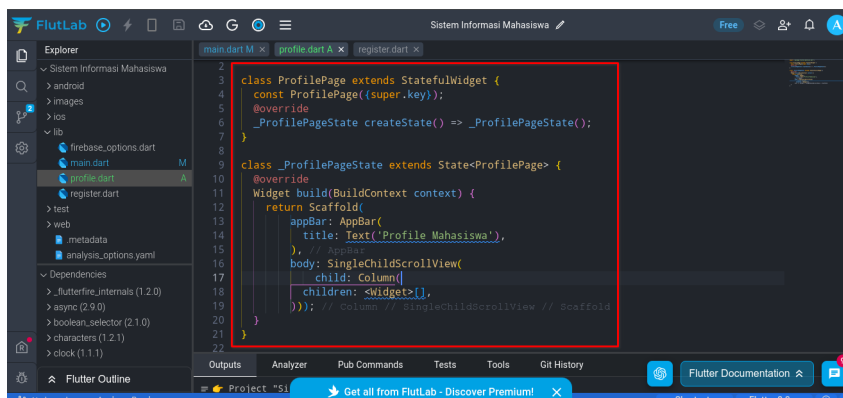 FlutLab
Sistem Informasi Mahasiswa
Free
A
Explorer
main.dart M ×
profile.dart A ×
register.dart ×
Sistem Informasi Mahasiswa
android
images
ios
lib
firebase_options.dart
main.dart M
profile.dart A
register.dart
test
web
.metadata
analysis_options.yaml
Dependencies
_flutterfire_internals (1.2.0)
async (2.9.0)
boolean_selector (2.1.0)
characters (1.2.1)
clock (1.1.1)
Flutter Outline
2
2
3 class ProfilePage extends StatefulWidget {
4 const ProfilePage({super.key});
5 @override
6 _ProfilePageState createState() => _ProfilePageState();
7 }
8
9 class _ProfilePageState extends State<ProfilePage> {
10 @override
11 Widget build(BuildContext context) {
12 return Scaffold(
13 appBar: AppBar(
14 title: Text('Profile Mahasiswa'),
15 ), // AppBar
16 body: SingleChildScrollView(
17 child: Column(
18 children: <Widget>[],
19 ))); // Column // SingleChildScrollView // Scaffold
20 }
21 }
22
Outputs Analyzer Pub Commands Tests Tools Git History
Project "Si
Get all from FlutLab - Discover Premium! ×
Flutter Documentation